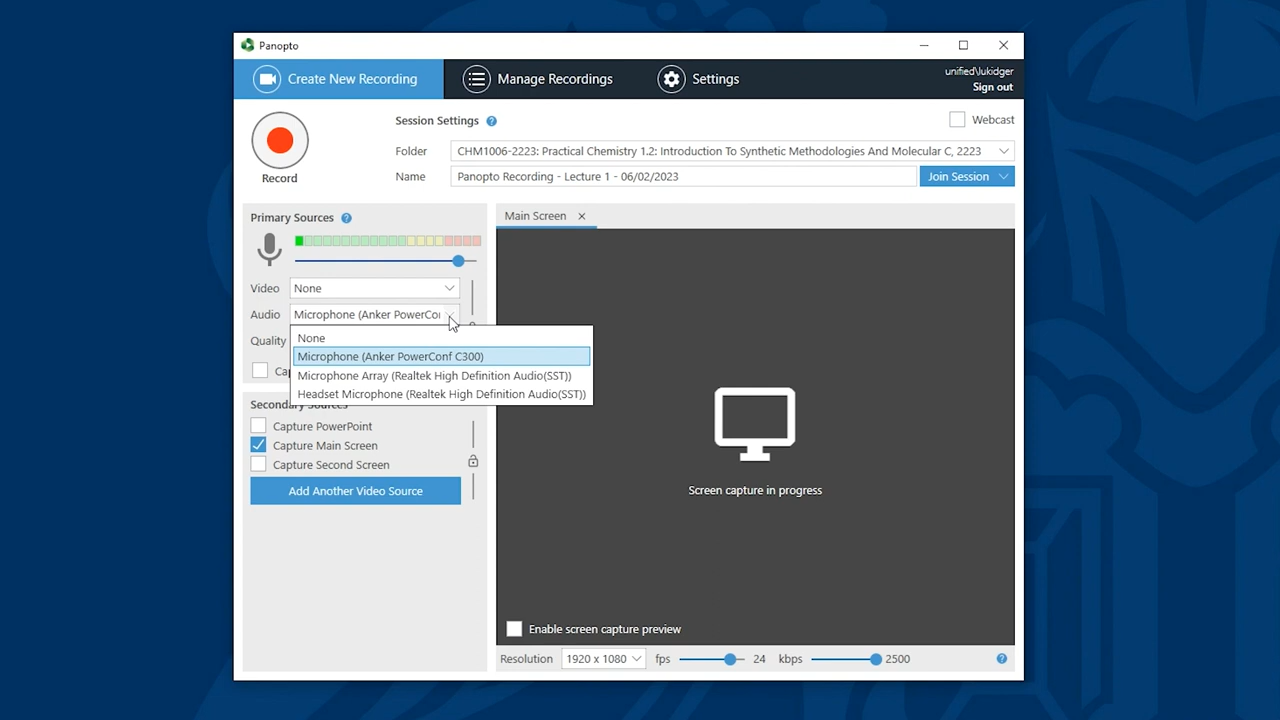 Panopto
Create New Recording
Manage Recordings
Settings
unified\lukidger
Sign out
Record
Session Settings
Webcast
Folder
CHM1006-2223: Practical Chemistry 1.2: Introduction To Synthetic Methodologies And Molecular C, 2223
Name
Panopto Recording - Lecture 1 - 06/02/2023
Join Session
Primary Sources
Video
None
Audio
Microphone (Anker PowerCo
Quality
None
Microphone (Anker PowerConf C300)
Microphone Array (Realtek High Definition Audio(SST))
Headset Microphone (Realtek High Definition Audio(SST))
Secondary Sources
Capture PowerPoint
Capture Main Screen
Capture Second Screen
Add Another Video Source
Main Screen
Screen capture in progress
Enable screen capture preview
Resolution
1920 x 1080
fps
24
kbps
2500